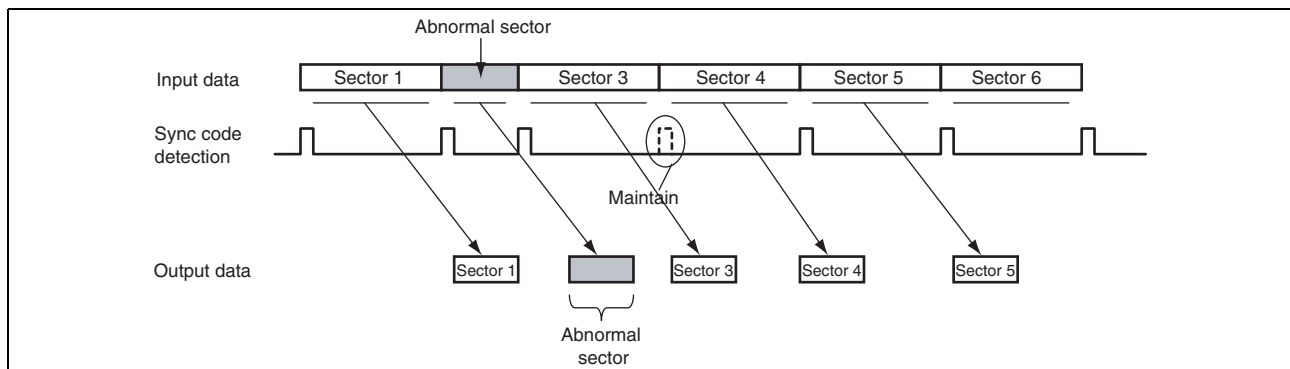 Abnormal sector
Input data
Sector 1
Sector 3
Sector 4
Sector 5
Sector 6
Sync code
detection
Maintain
Output data
Sector 1
Sector 3
Sector 4
Sector 5
Abnormal
sector